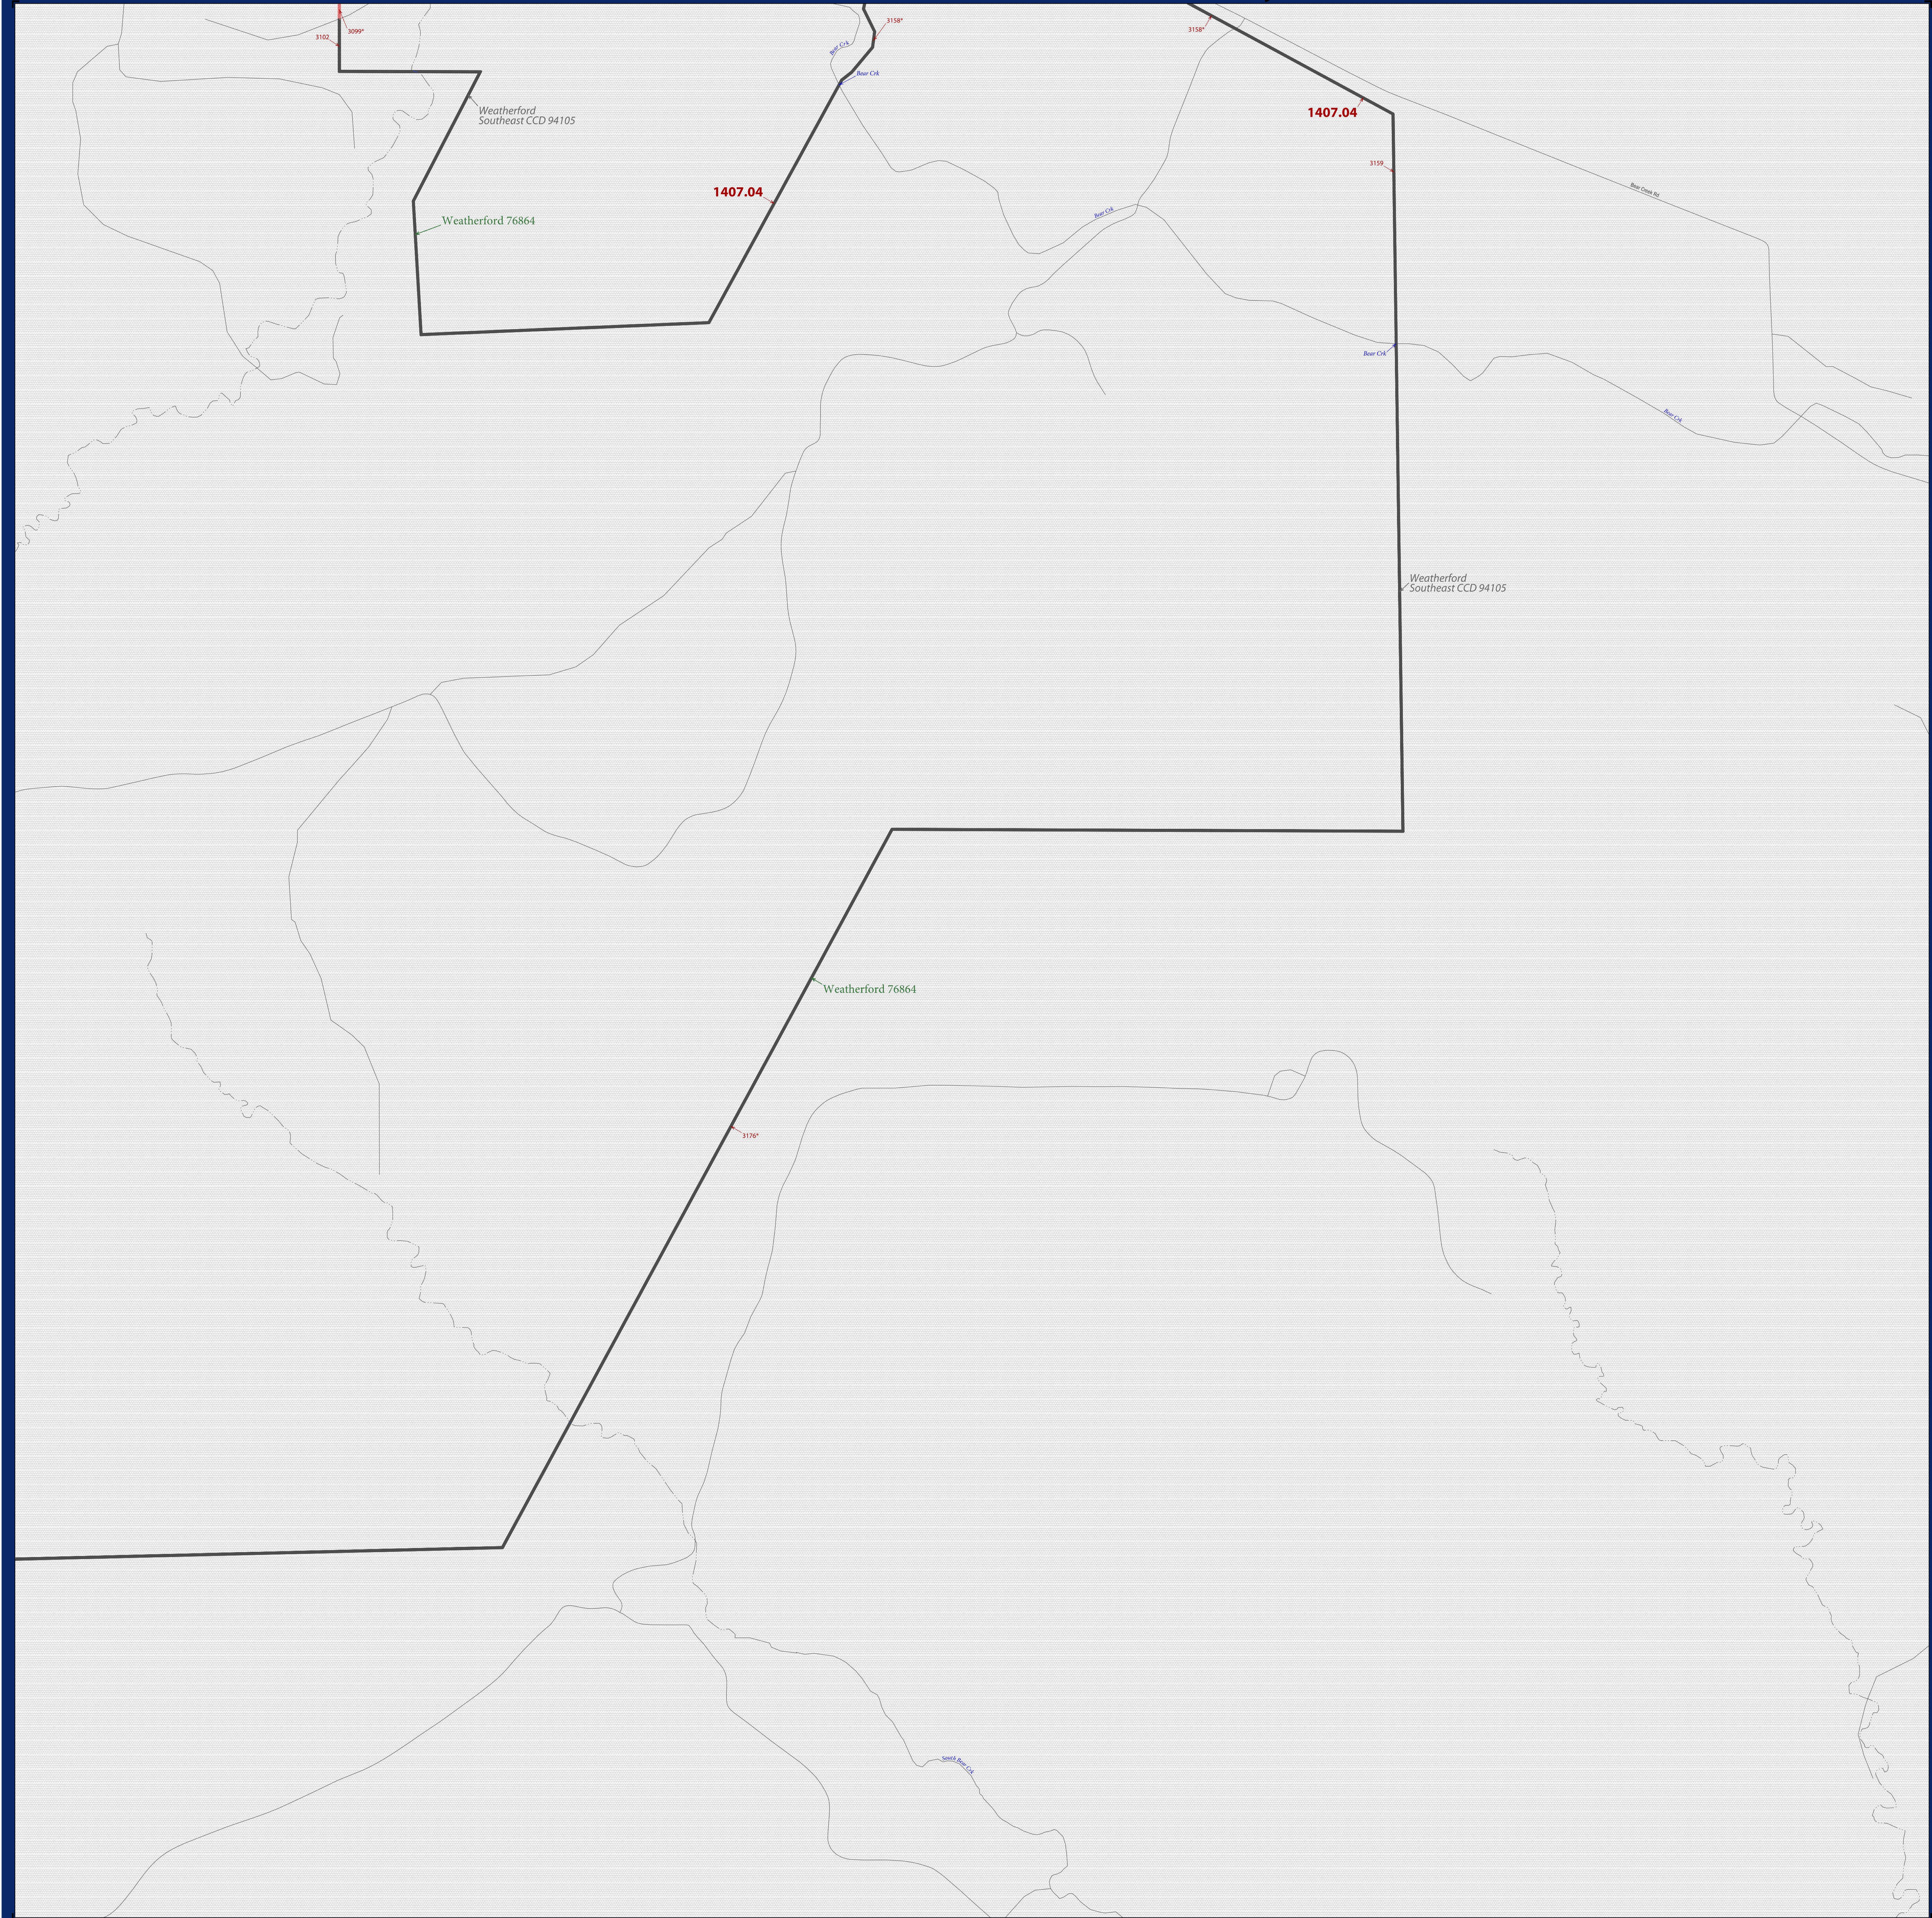 3099*
3102
3158*
3158*
Bear Crk
Bear Crk
Weatherford
Southeast CCD 94105
1407.04
3159
1407.04
Bear Creek Rd
Bear Crk
Weatherford 76864
Bear Crk
Bear Crk
Weatherford
Southeast CCD 94105
Weatherford 76864
3176*
South Bear Crk